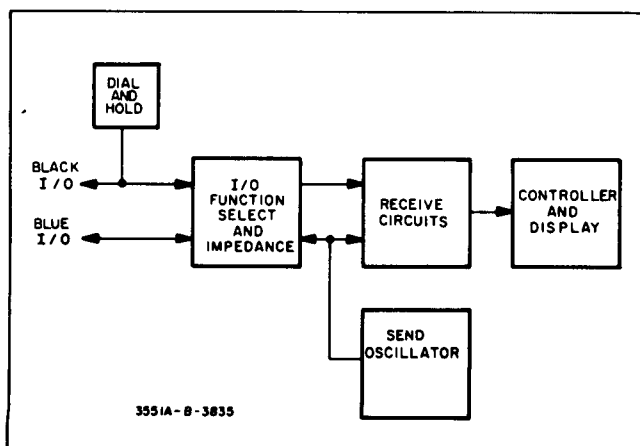 DIAL
AND
HOLD
BLACK
I/O
BLUE
I/O
I/O
FUNCTION
SELECT
AND
IMPEDANCE
RECEIVE
CIRCUITS
CONTROLLER
AND
DISPLAY
SEND
OSCILLATOR
3551A-B-3835